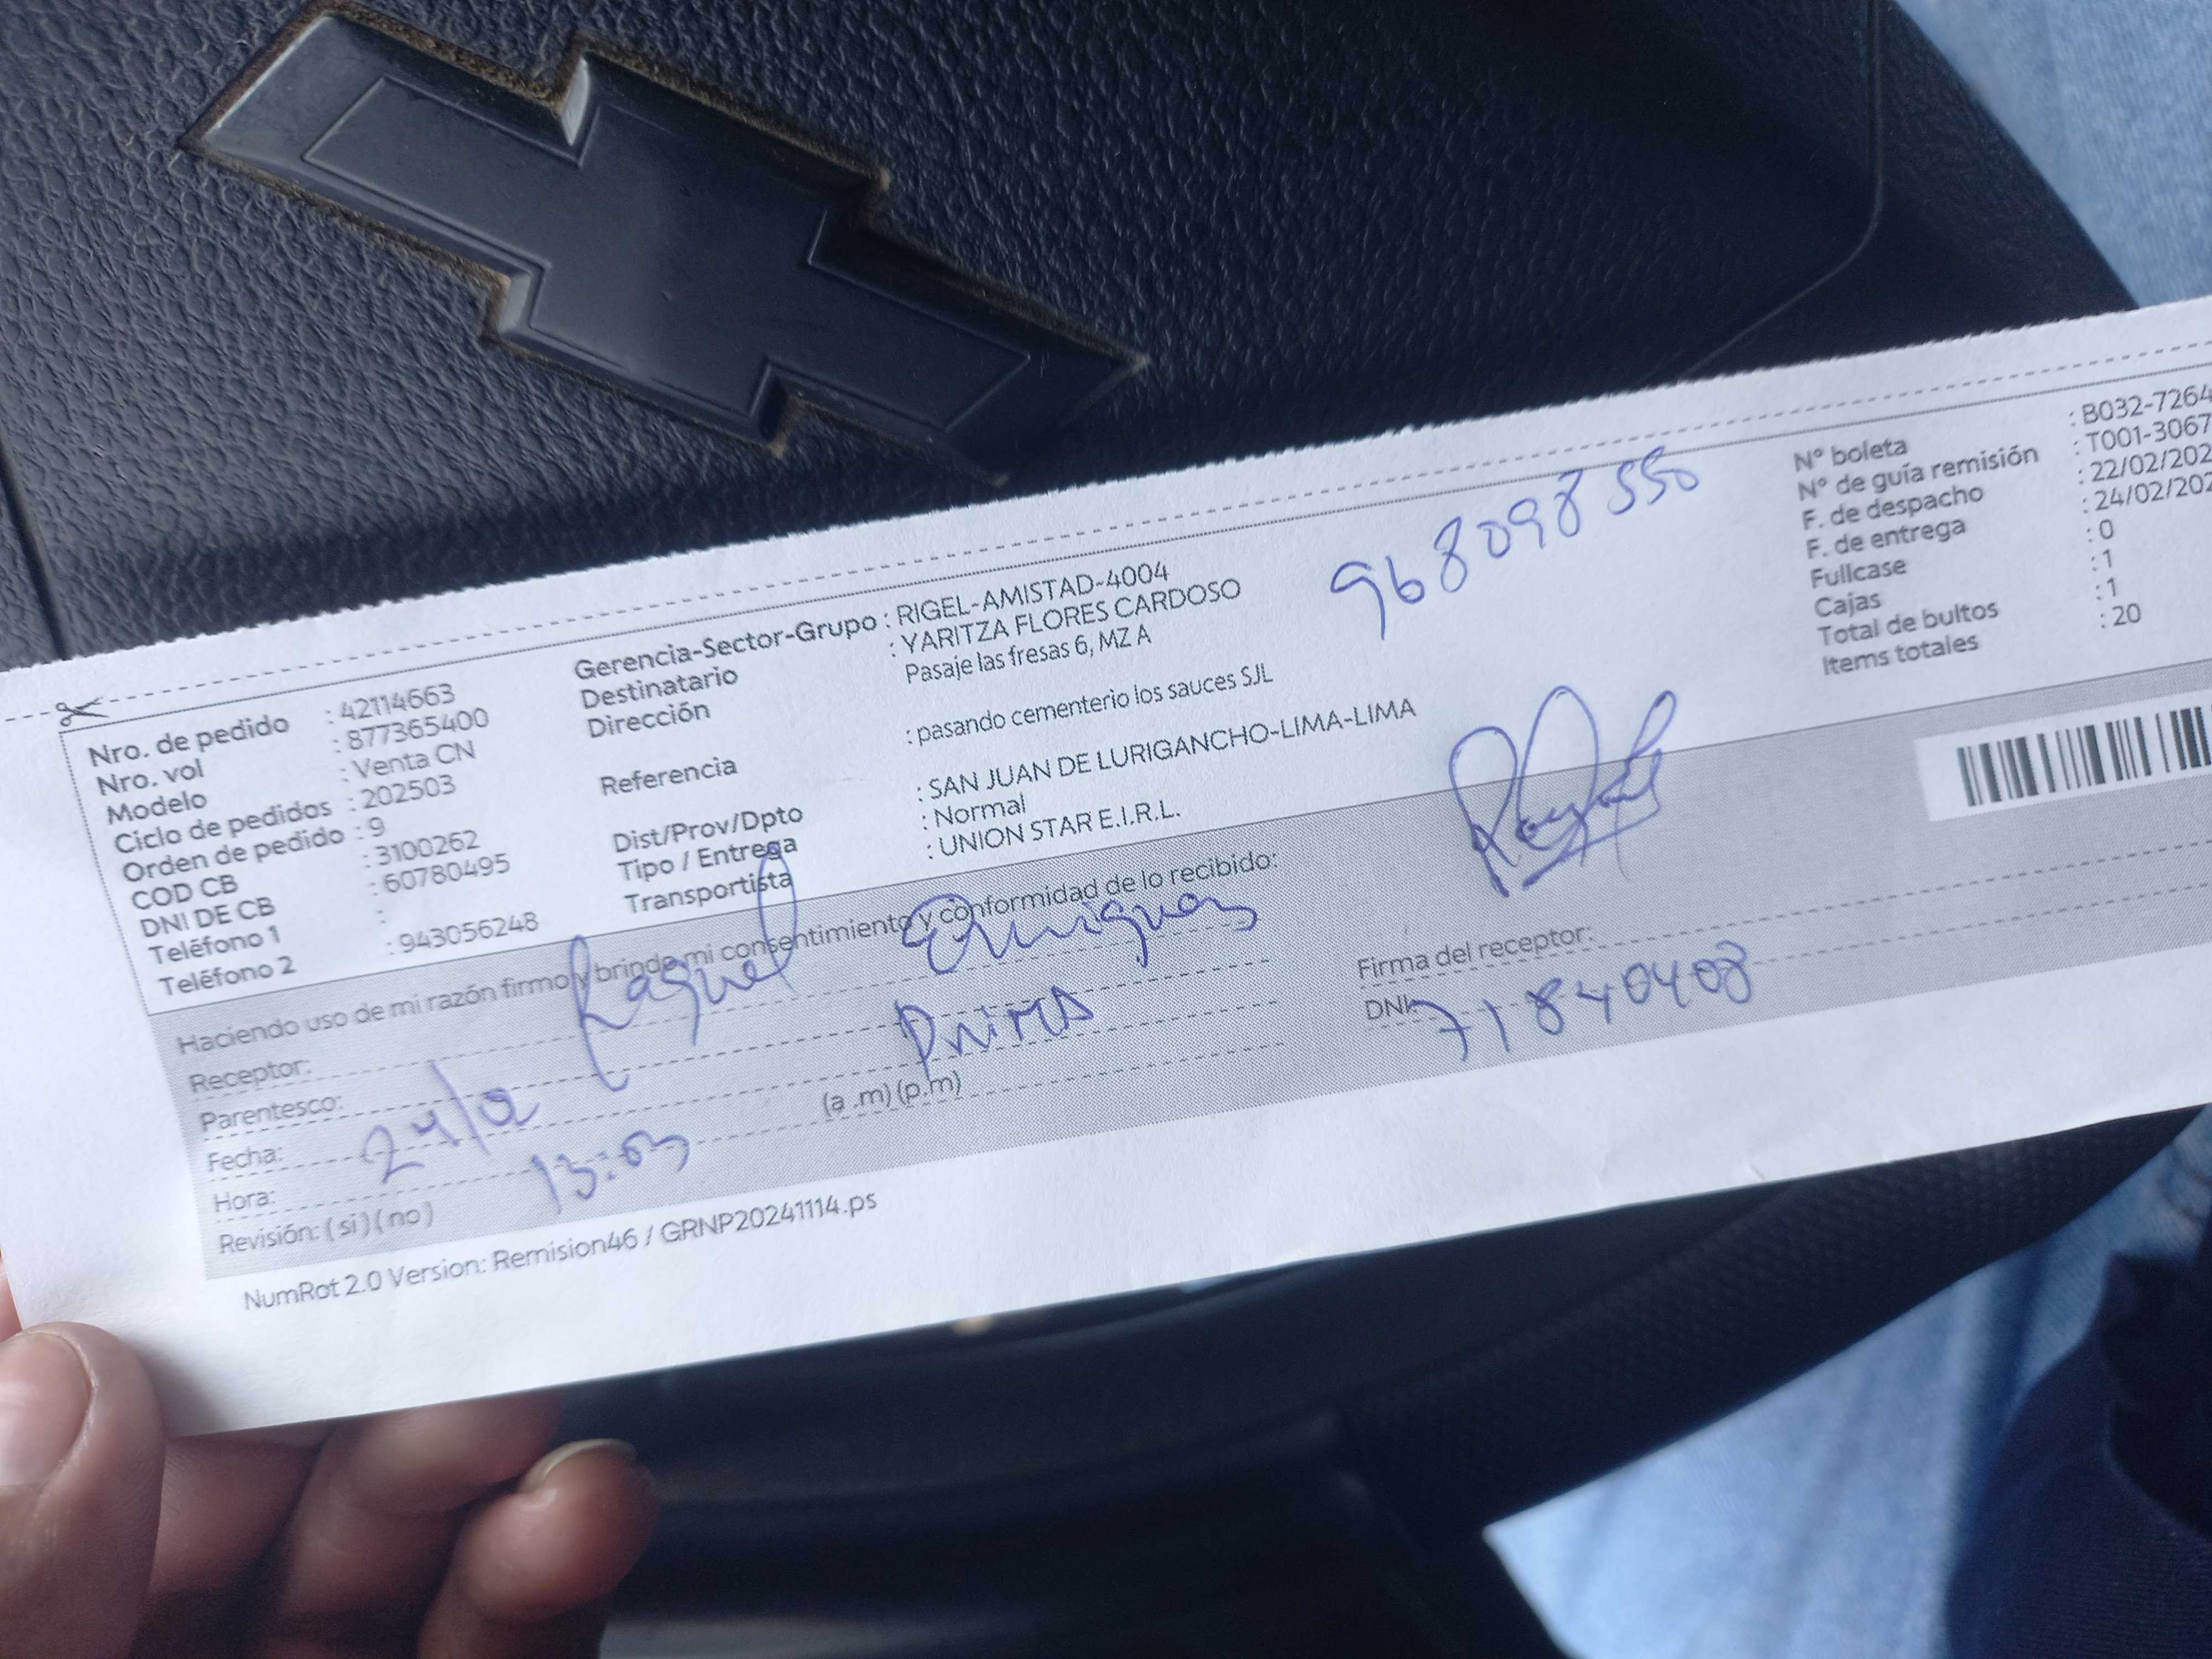 Nro. de pedido : 42114663
Nro. vol : 877365400
Modelo : Venta CN
Ciclo de pedidos : 202503
Orden de pedido : 9
COD CB : 3100262
DNI DE CB : 60780495
Teléfono 1 :
Teléfono 2 : 943056248
Gerencia-Sector-Grupo : RIGEL-AMISTAD-4004
Destinatario : YARITZA FLORES CARDOSO
Dirección Pasaje las fresas 6, MZ A
Referencia : pasando cementerio los sauces SJL
Dist/Prov/Dpto : SAN JUAN DE LURIGANCHO-LIMA-LIMA
Tipo / Entrega : Normal
Transportista : UNION STAR E.I.R.L.
968098550
Nº boleta : B032-7264
Nº de guía remisión : T001-3067
F. de despacho : 22/02/202
F. de entrega : 24/02/202
Fullcase : 0
Cajas : 1
Total de bultos : 1
Items totales : 20
Haciendo uso de mi razón firmo y brindo mi consentimiento y conformidad de lo recibido:
Receptor: Raquel
Parentesco: Prima
Fecha: 24/02
Hora: 13:03 (a .m) (p.m)
Revisión: ( si ) ( no )
Firma del receptor:
DNI: 71840408
NumRot 2.0 Version: Remision46 / GRNP20241114.ps